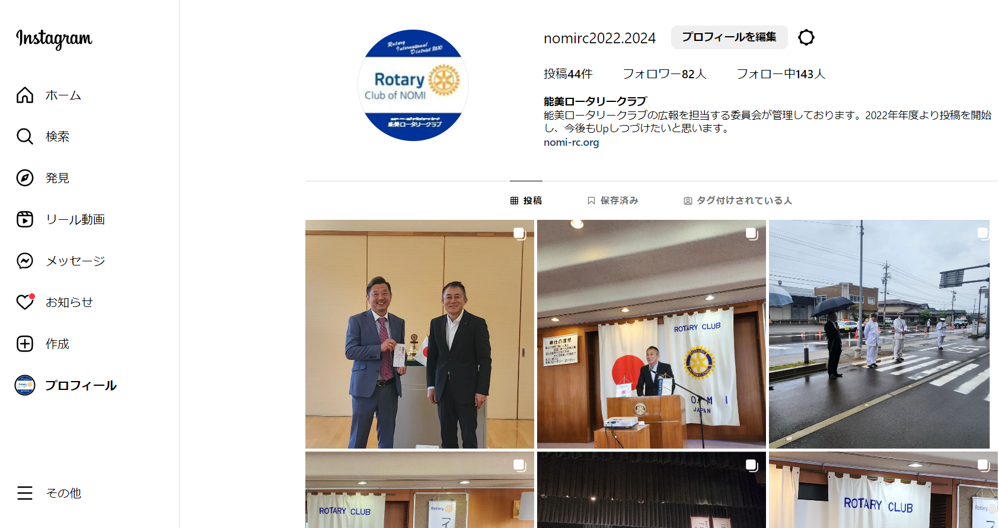 Instagram
ホーム
検索
発見
リール動画
メッセージ
お知らせ
作成
プロフィール
その他
Rotary
International
District 2610
Rotary
Club of NOMI
能美ロータリークラブ
nomirc2022.2024
プロフィールを編集
投稿44件 フォロワー82人 フォロー中143人
能美ロータリークラブ
能美ロータリークラブの広報を担当する委員会が管理しております。2022年年度より投稿を開始
し、今後もUpしつづけたいと思います。
nomi-rc.org
投稿 保存済み タグ付けされている人
奉仕の理想
ROTARY CLUB
ROTARY
INTERNATIONAL
O M I
JAPAN
ROTARY CLUB
Rotary
ROTARY CLUB
Rotary